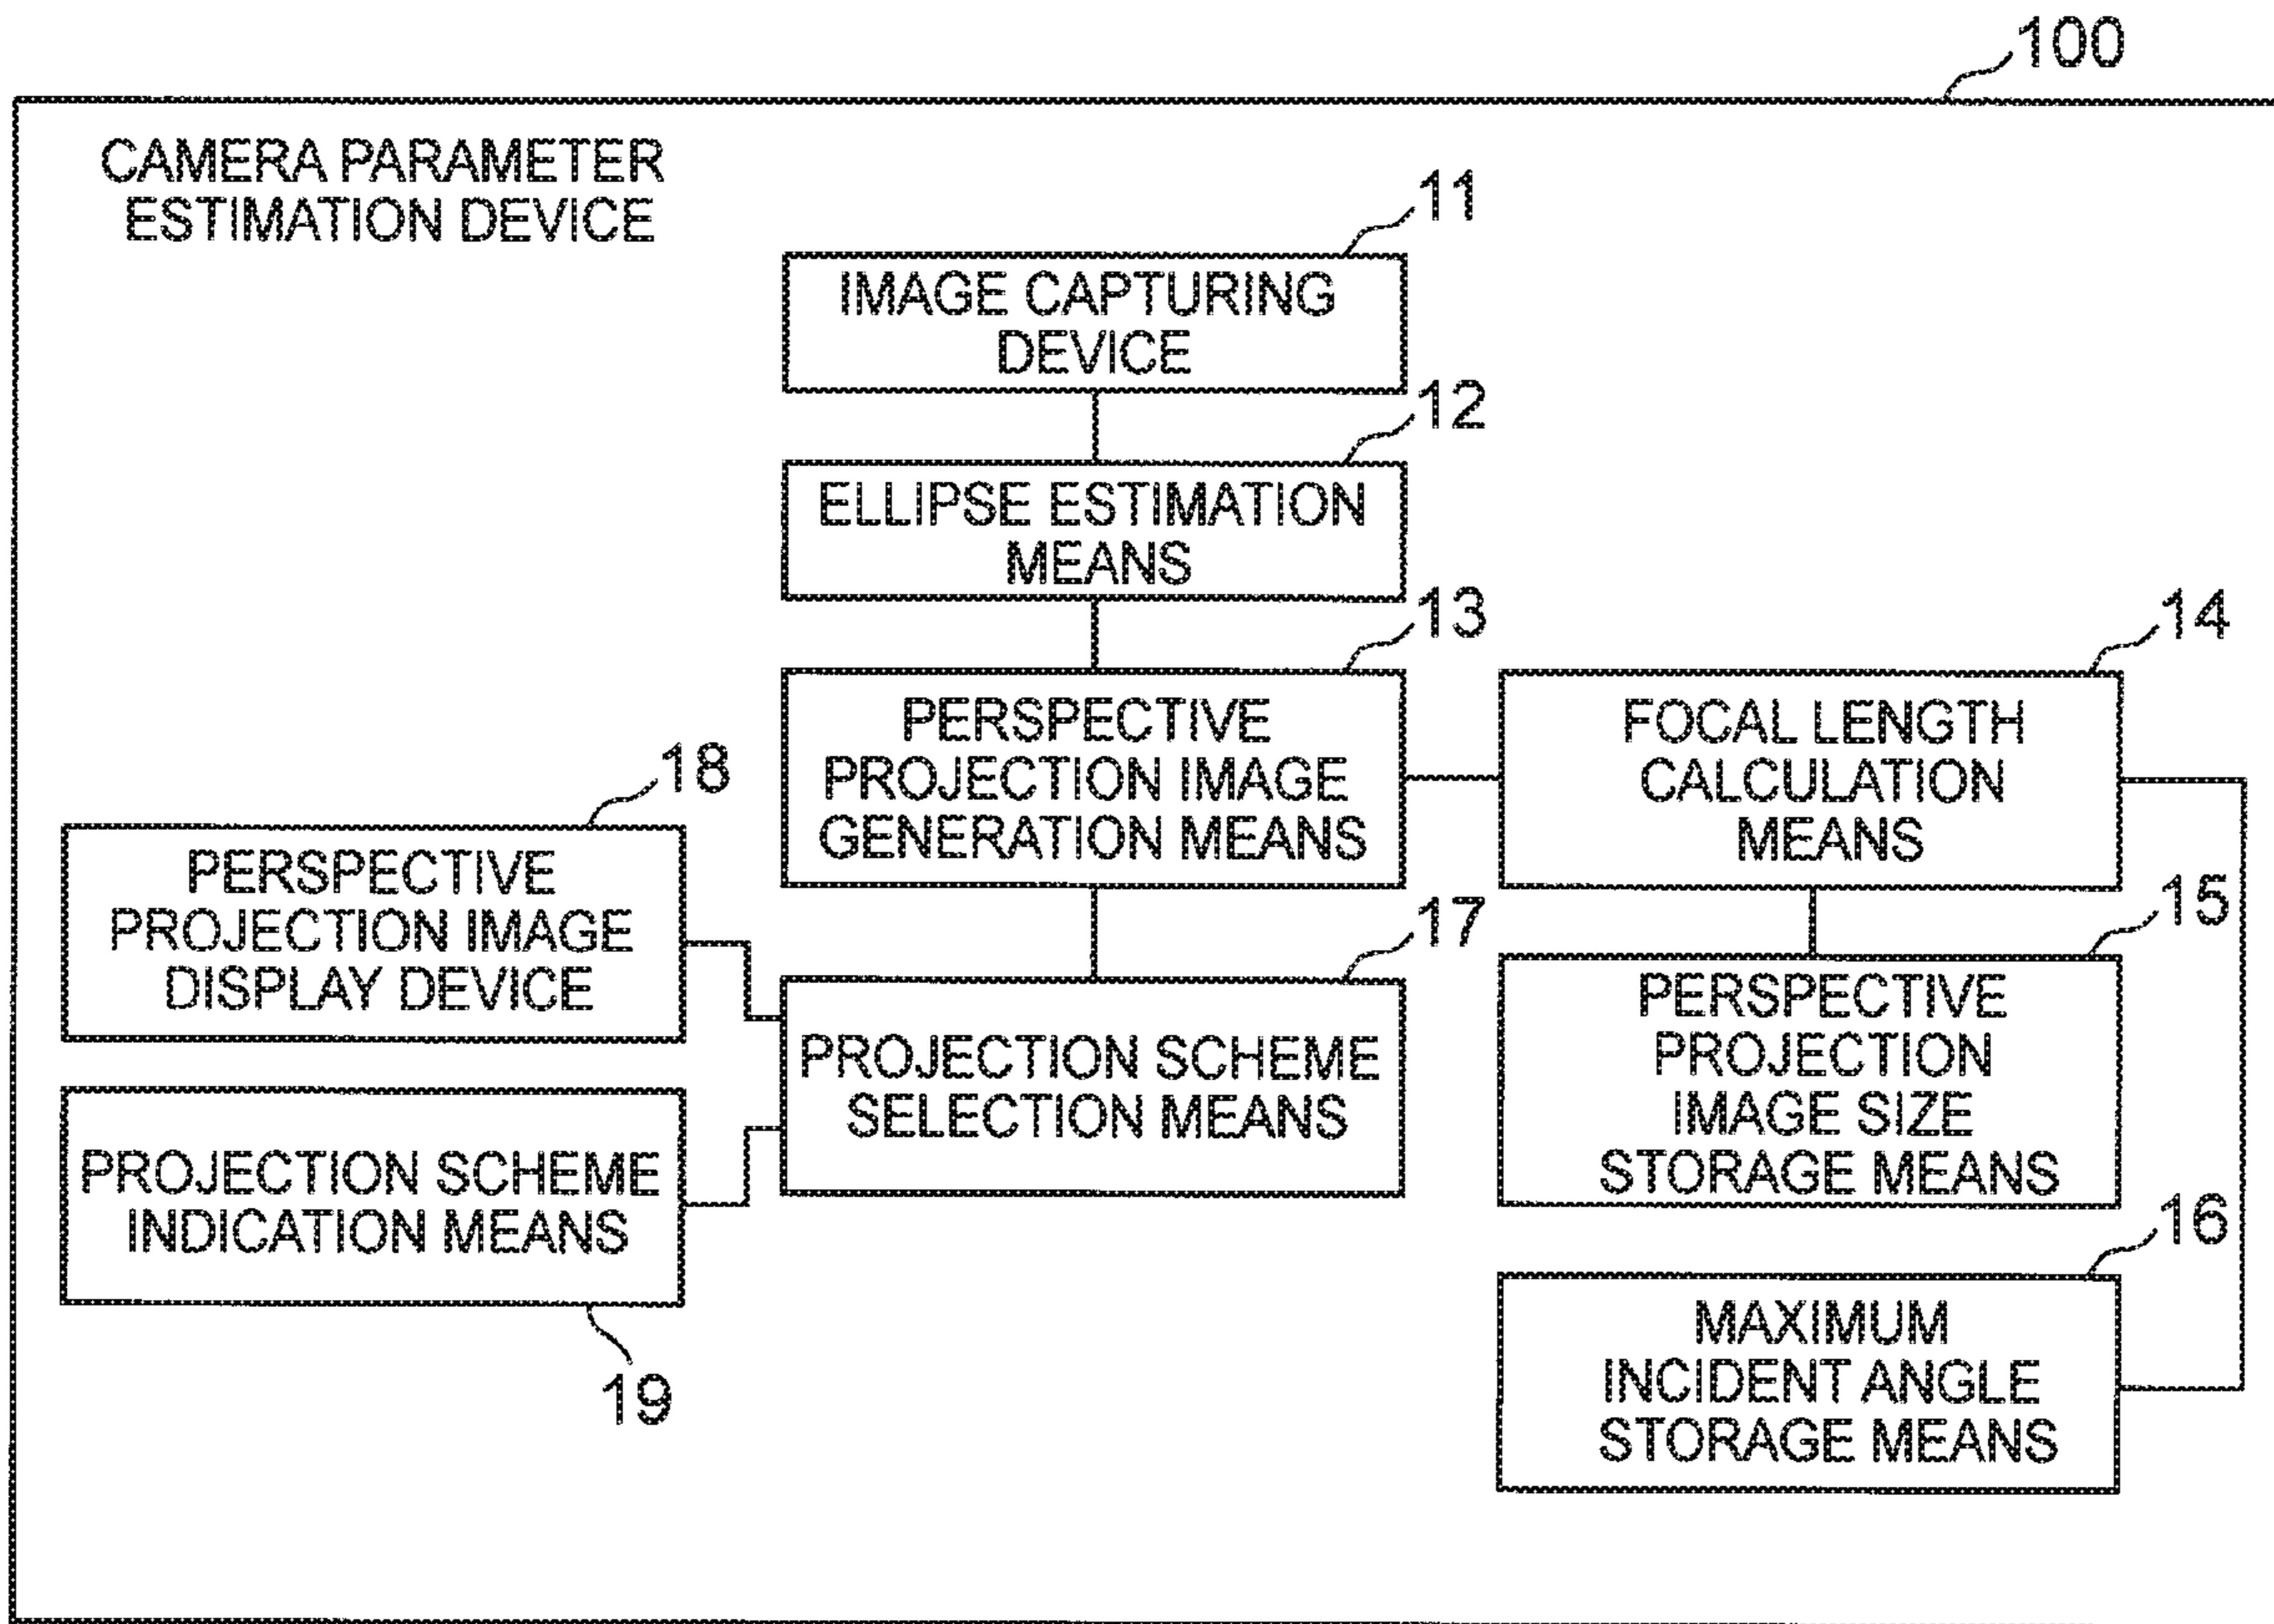 100
CAMERA PARAMETER
ESTIMATION DEVICE
11
IMAGE CAPTURING
DEVICE
12
ELLIPSE ESTIMATION
MEANS
13
PERSPECTIVE
PROJECTION IMAGE
GENERATION MEANS
14
FOCAL LENGTH
CALCULATION
MEANS
18
PERSPECTIVE
PROJECTION IMAGE
DISPLAY DEVICE
17
PROJECTION SCHEME
SELECTION MEANS
15
PERSPECTIVE
PROJECTION
IMAGE SIZE
STORAGE MEANS
PROJECTION SCHEME
INDICATION MEANS
19
16
MAXIMUM
INCIDENT ANGLE
STORAGE MEANS